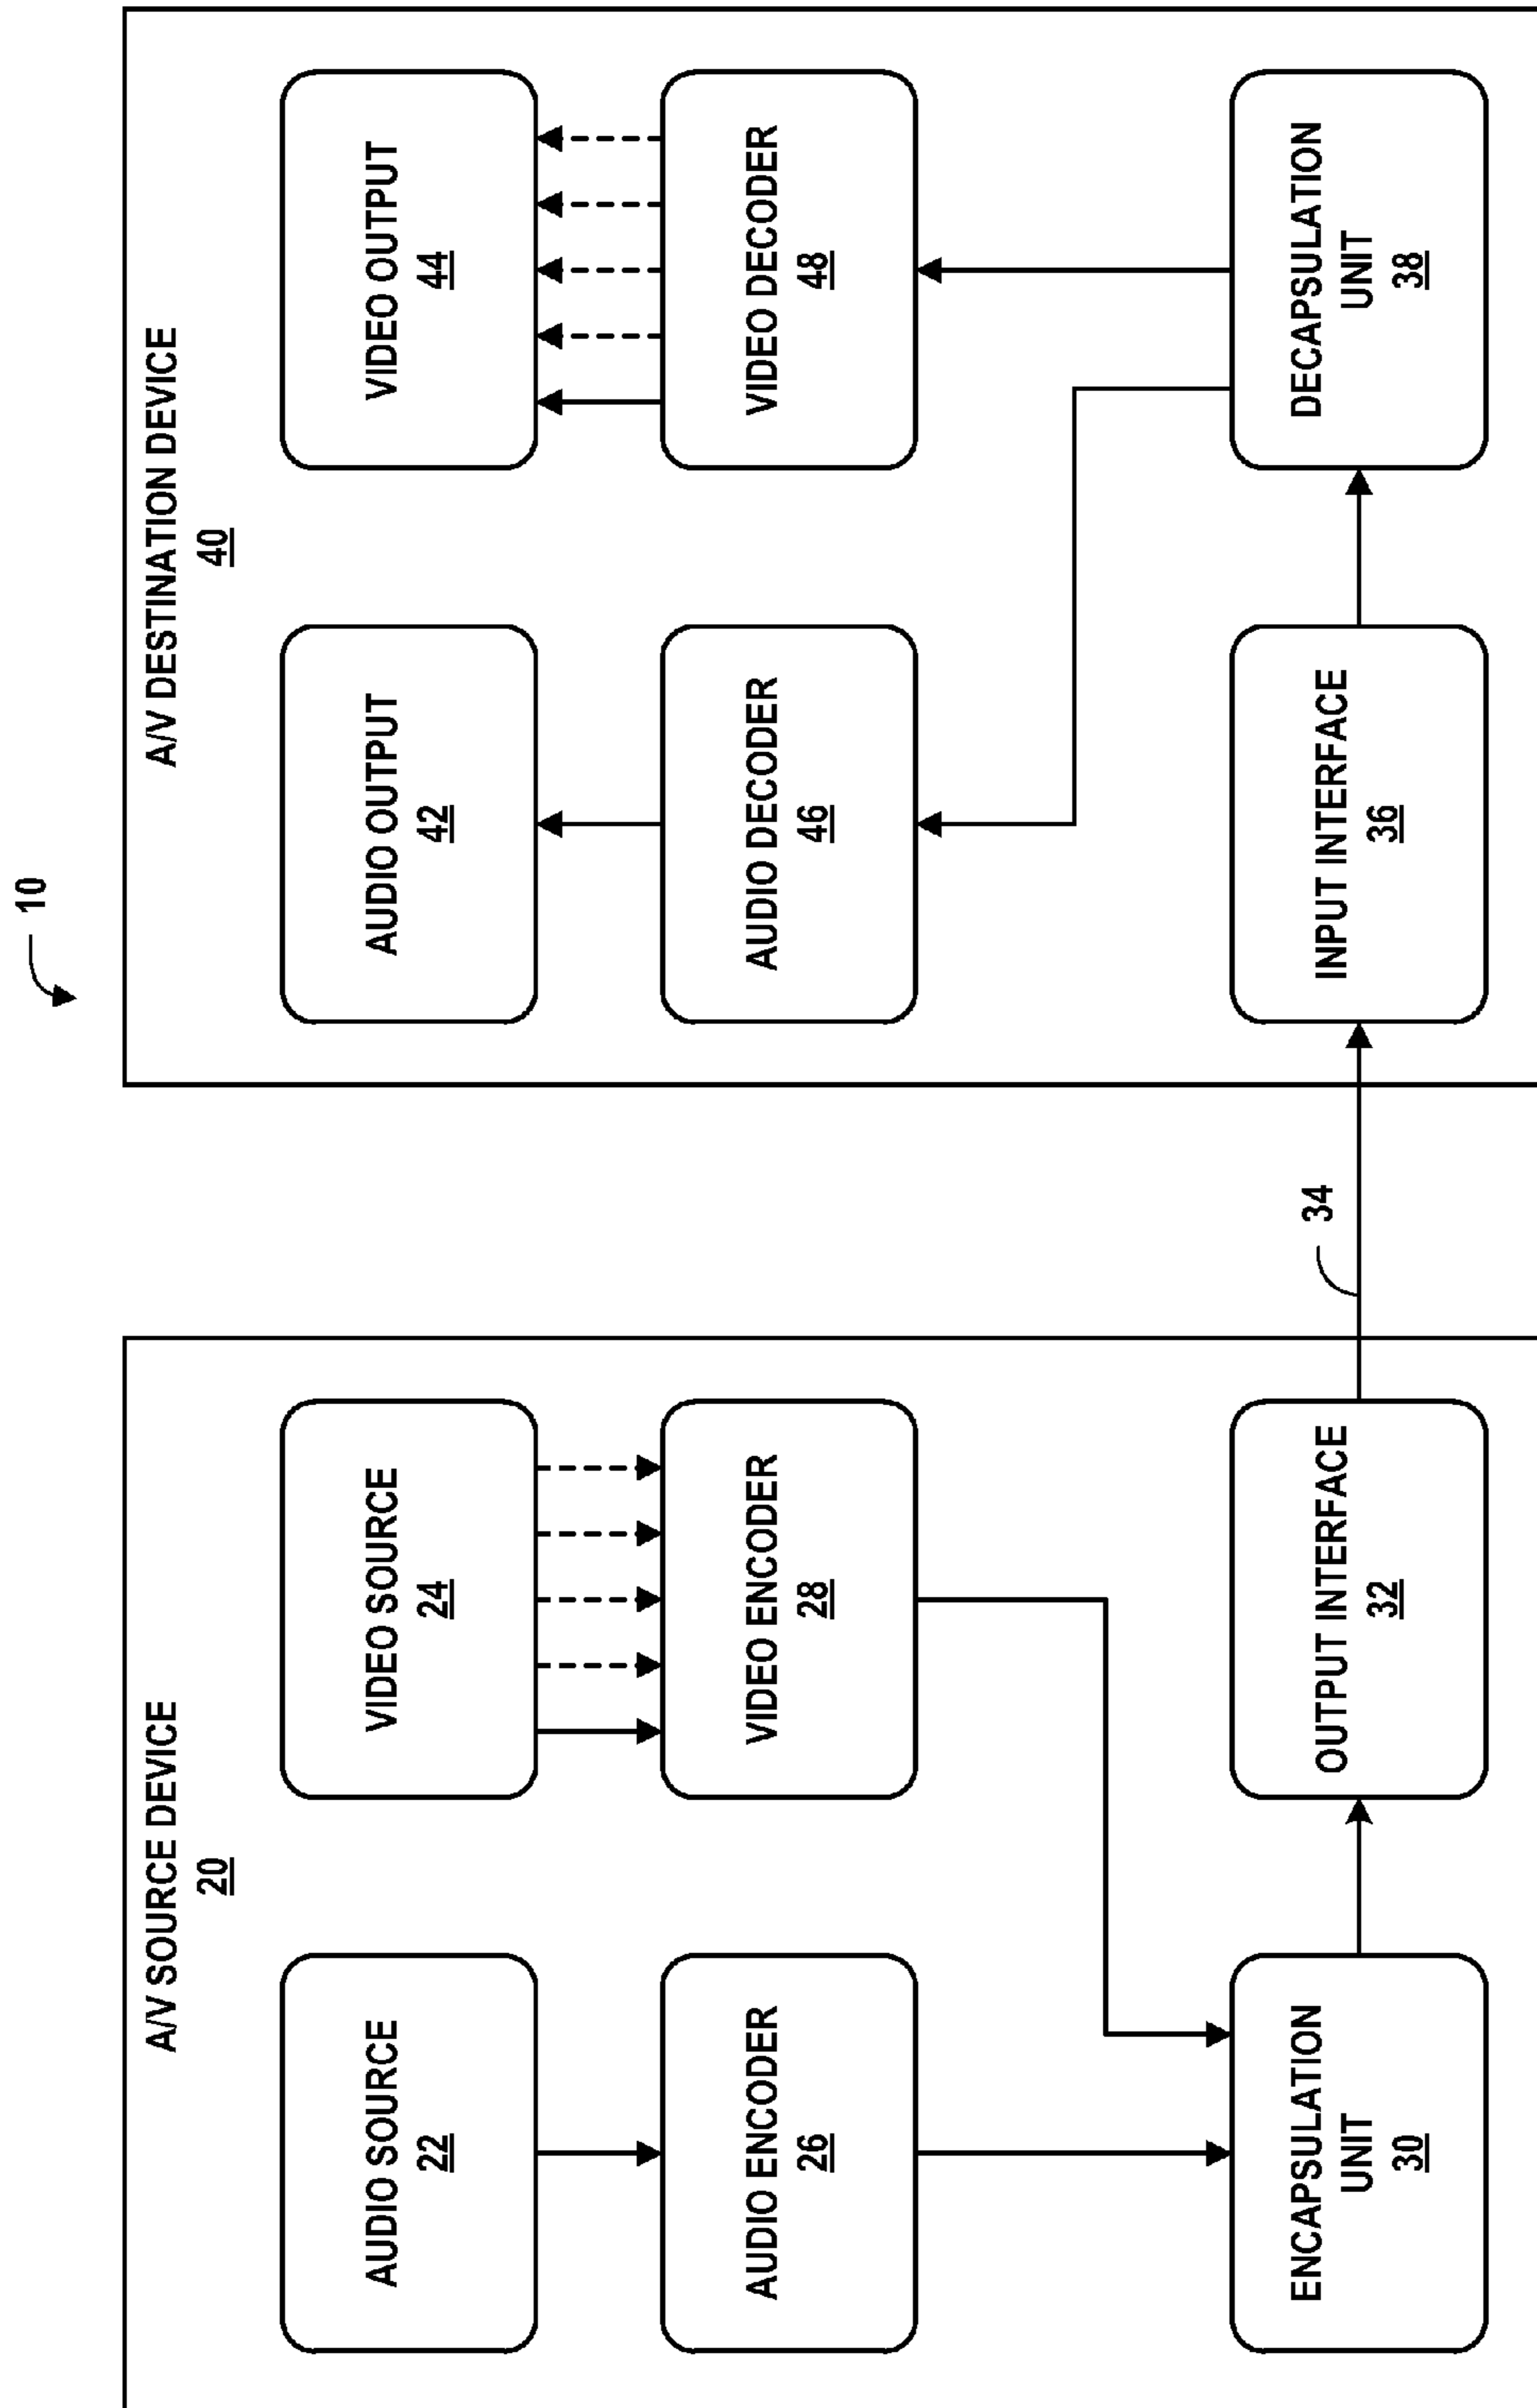 10
A/V SOURCE DEVICE
20
AUDIO SOURCE
22
VIDEO SOURCE
24
AUDIO ENCODER
26
VIDEO ENCODER
28
ENCAPSULATION
UNIT
30
OUTPUT INTERFACE
32
34
A/V DESTINATION DEVICE
40
AUDIO OUTPUT
42
VIDEO OUTPUT
44
AUDIO DECODER
46
VIDEO DECODER
48
INPUT INTERFACE
36
DECAPSULATION
UNIT
38